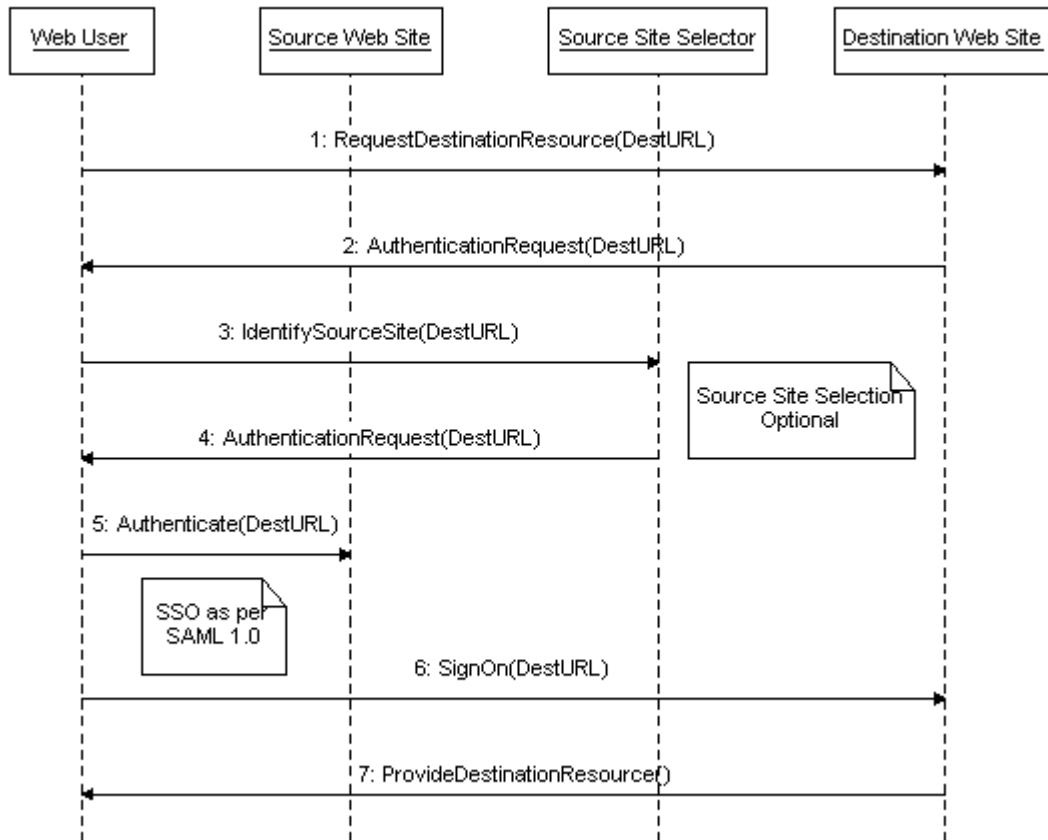 Web User
Source Web Site
Source Site Selector
Destination Web Site
1: RequestDestinationResource(DestURL)
2: AuthenticationRequest(DestURL)
3: IdentifySourceSite(DestURL)
Source Site Selection
Optional
4: AuthenticationRequest(DestURL)
5: Authenticate(DestURL)
SSO as per
SAML 1.0
6: SignOn(DestURL)
7: ProvideDestinationResource()